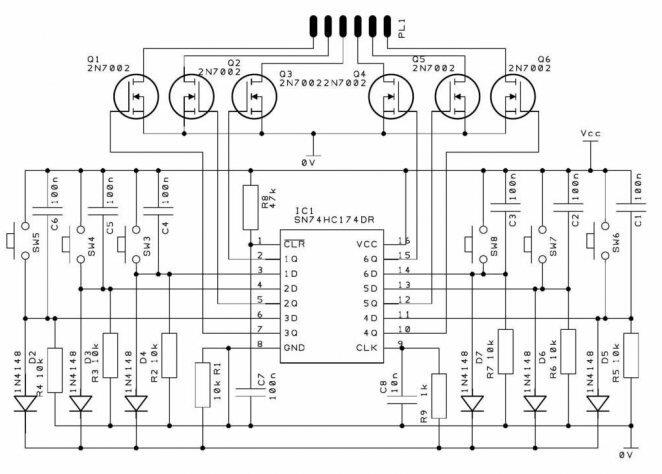 PL1
Q1
2N7002
Q2
2N7002
Q3
2N7002
2N7002
Q4
Q5
2N7002
Q6
2N7002
0V
Vcc
100n
C6
100n
C5
100n
C4
R8
47k
IC1
SN74HC174DR
100n
C3
100n
C2
100n
C1
SW5
SW4
SW3
SW8
SW7
SW6
1 CLR VCC 16
2 1Q 6Q 15
3 1D 6D 14
4 2D 5D 13
5 2Q 5Q 12
6 3D 4D 11
7 3Q 4Q 10
8 GND CLK 9
1N4148
D2
R4 10k
1N4148
D3
R3 10k
1N4148
D4
R2 10k
10k R1
C7
100n
C8
10n
R9 1k
1N4148
D7
R7 10k
1N4148
D6
R6 10k
1N4148
D5
R5 10k
0V